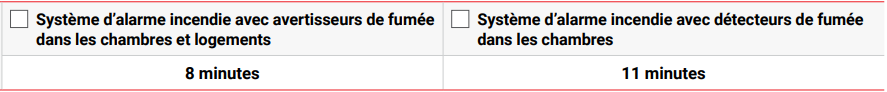 Système d'alarme incendie avec avertisseurs de fumée
dans les chambres et logements
Système d'alarme incendie avec détecteurs de fumée
dans les chambres
8 minutes
11 minutes